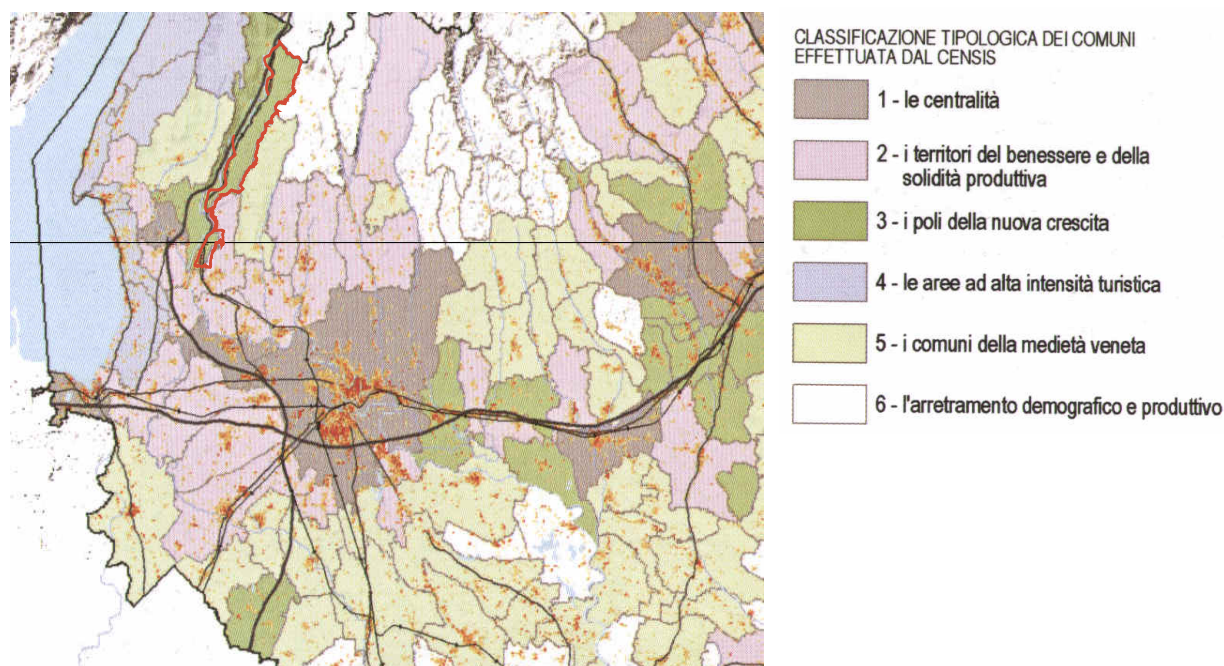 CLASSIFICAZIONE TIPOLOGICA DEI COMUNI
EFFETTUATA DAL CENSIS
1 - le centralità
2 - i territori del benessere e della
solidità produttiva
3 - i poli della nuova crescita
4 - le aree ad alta intensità turistica
5 - i comuni della medietà veneta
6 - l'arretramento demografico e produttivo